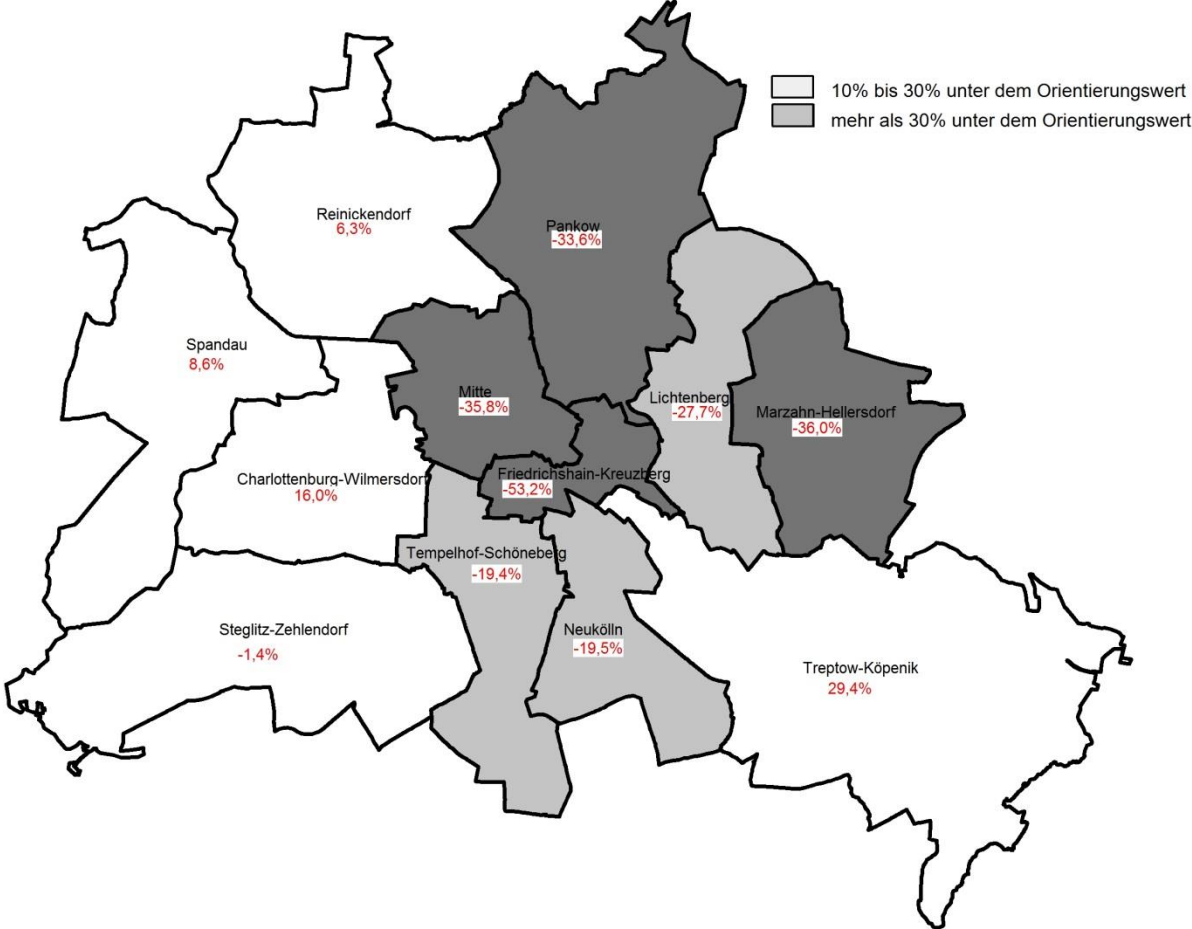 10% bis 30% unter dem Orientierungswert
mehr als 30% unter dem Orientierungswert
Reinickendorf
6,3%
Pankow
-33,6%
Spandau
8,6%
Mitte
-35,8%
Lichtenberg
-27,7%
Marzahn-Hellersdorf
-36,0%
Charlottenburg-Wilmersdorf
16,0%
Friedrichshain-Kreuzberg
-53,2%
Tempelhof-Schöneberg
-19,4%
Steglitz-Zehlendorf
-1,4%
Neukölln
-19,5%
Treptow-Köpenik
29,4%